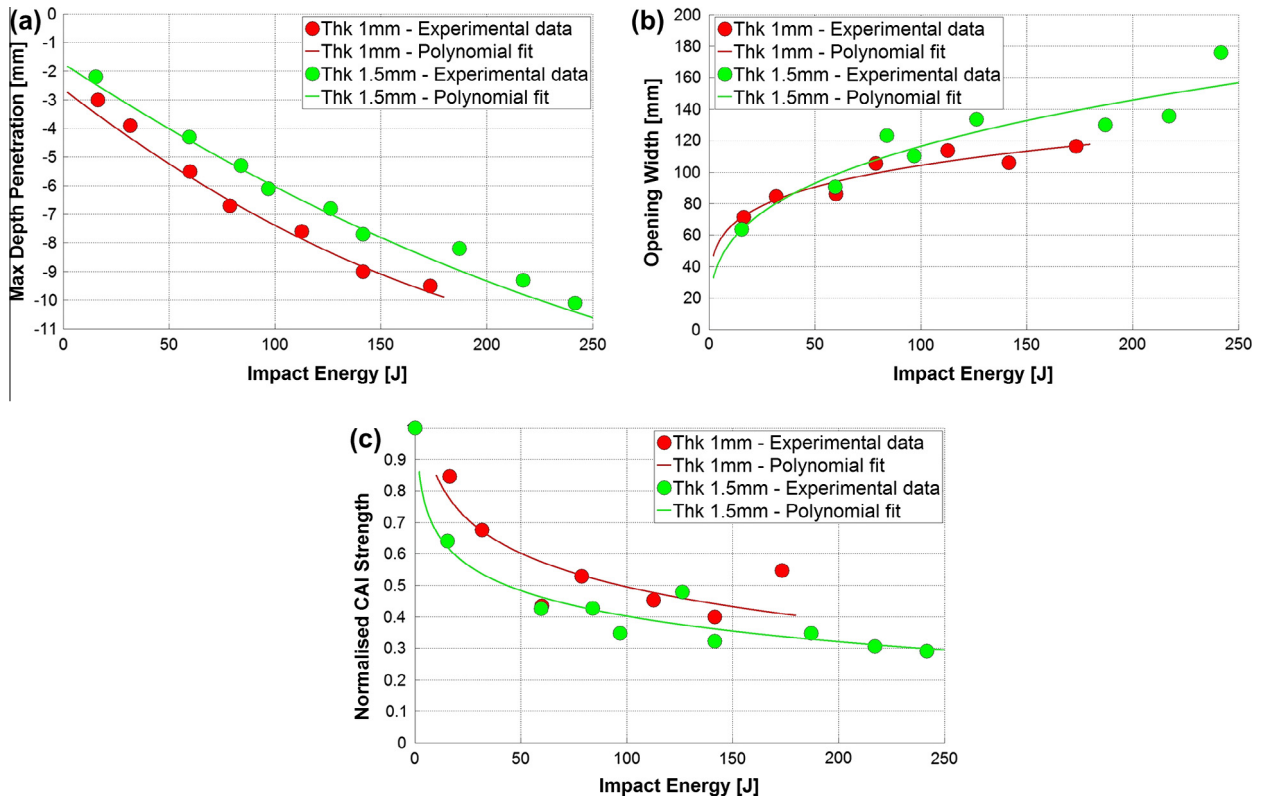 (a)
Max Depth Penetration [mm]
0
-1
-2
-3
-4
-5
-6
-7
-8
-9
-10
-11
Thk 1mm - Experimental data
Thk 1mm - Polynomial fit
Thk 1.5mm - Experimental data
Thk 1.5mm - Polynomial fit
0 50 100 150 200 250
Impact Energy [J]
(b)
Opening Width [mm]
200
180
160
140
120
100
80
60
40
20
0
Thk 1mm - Experimental data
Thk 1mm - Polynomial fit
Thk 1.5mm - Experimental data
Thk 1.5mm - Polynomial fit
0 50 100 150 200 250
Impact Energy [J]
(c)
Normalised CAI Strength
0.9
0.8
0.7
0.6
0.5
0.4
0.3
0.2
0.1
0
Thk 1mm - Experimental data
Thk 1mm - Polynomial fit
Thk 1.5mm - Experimental data
Thk 1.5mm - Polynomial fit
0 50 100 150 200 250
Impact Energy [J]